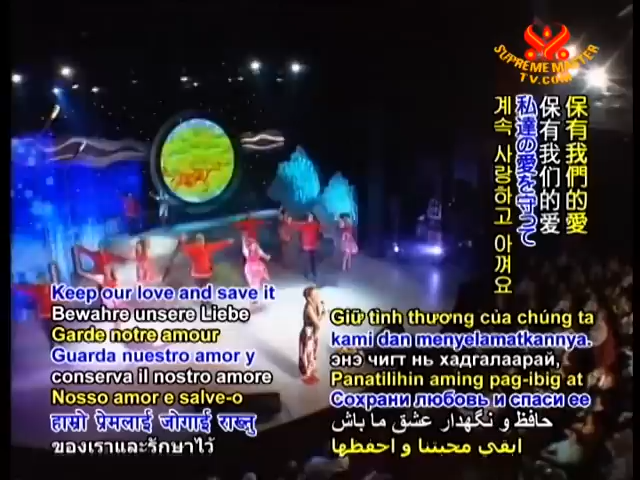 SUPREME MASTER
TV.COM
保有我們的愛
保有我们的爱
私達の愛を守って
계속 사랑하고 아껴요
Keep our love and save it
Bewahre unsere Liebe
Garde notre amour
Guarda nuestro amor y
conserva il nostro amore
Nosso amor e salve-o
हाम्रो प्रेमलाई जोगाई राख्नु
ของเราและรักษาไว้
Giữ tình thương của chúng ta
kami dan menyelamatkannya.
энэ чигт нь хадгалаарай,
Panatilihin aming pag-ibig at
Сохрани любовь и спаси ее
حافظ و نگهدار عشق ما باش
ابقي محبتنا و احفظها